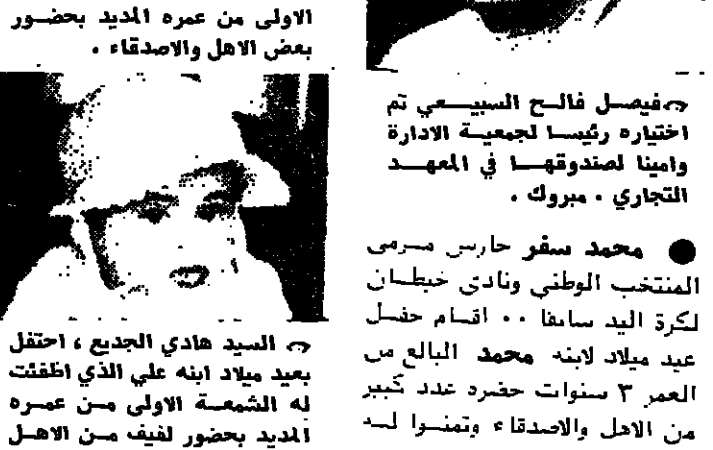 فيصل فالح السبيعي تم
اختياره رئيسا لجمعية الادارة
وامينا لصندوقها في المعهد
التجاري . مبروك .
● محمد سفر حارس مرمى
المنتخب الوطني ونادى خيطان
لكرة اليد سابقا .. اقام حفل
عيد ميلاد لابنه محمد البالغ من
العمر ٣ سنوات حضره عدد كبير
من الاهل والاصدقاء وتمنوا له
الاولى من عمره المديد بحضور
بعض الاهل والاصدقاء .
السيد هادي الجديع ، احتفل
بعيد ميلاد ابنه علي الذي اطفئت
له الشمعة الاولى من عمره
المديد بحضور لفيف من الاهل